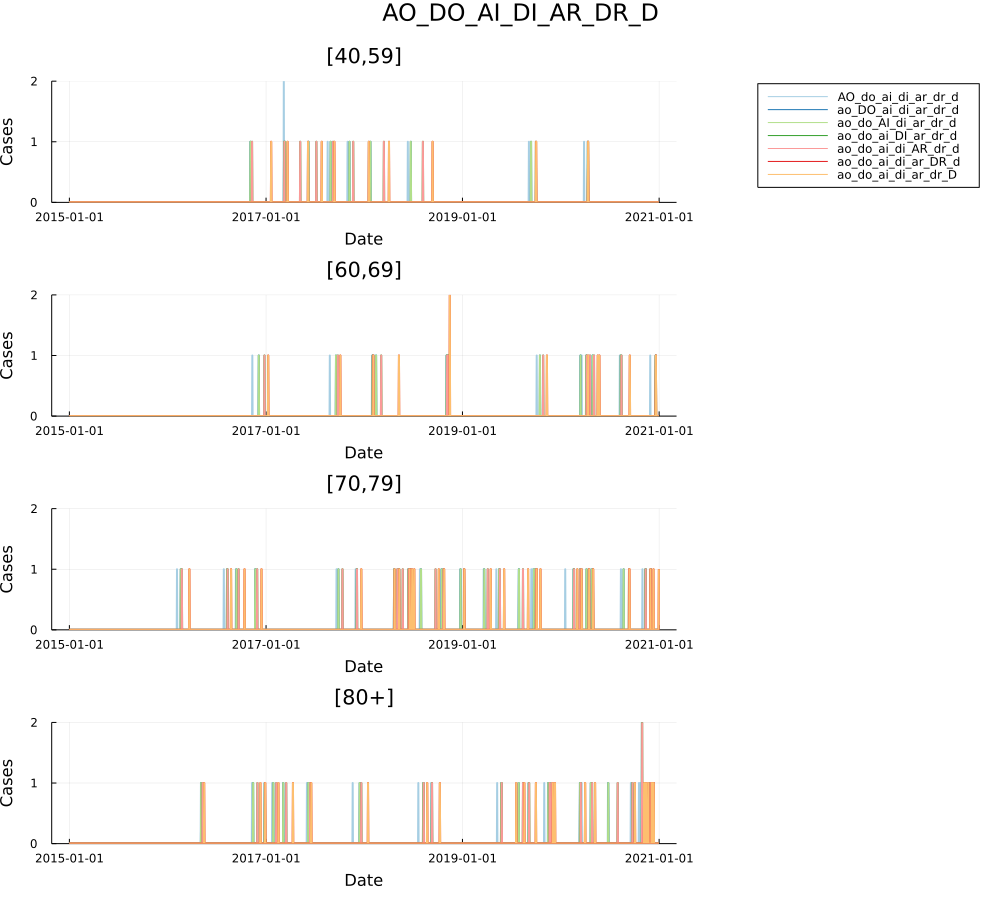 AO_DO_AI_DI_AR_DR_D
[40,59]
2
1
0
Cases
2015-01-01 2017-01-01 2019-01-01 2021-01-01
Date
AO_do_ai_di_ar_dr_d
ao_DO_ai_di_ar_dr_d
ao_do_AI_di_ar_dr_d
ao_do_ai_DI_ar_dr_d
ao_do_ai_di_AR_dr_d
ao_do_ai_di_ar_DR_d
ao_do_ai_di_ar_dr_D
[60,69]
2
1
0
Cases
2015-01-01 2017-01-01 2019-01-01 2021-01-01
Date
[70,79]
2
1
0
Cases
2015-01-01 2017-01-01 2019-01-01 2021-01-01
Date
[80+]
2
1
0
Cases
2015-01-01 2017-01-01 2019-01-01 2021-01-01
Date